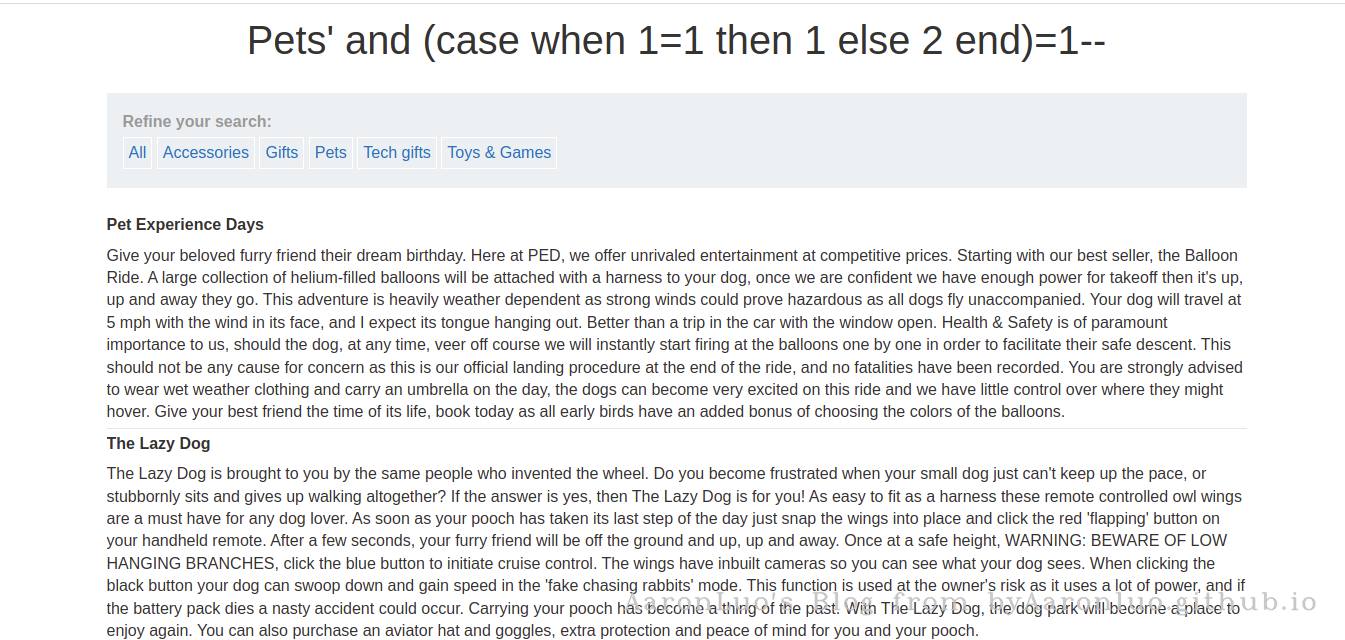 Pets' and (case when 1=1 then 1 else 2 end)=1--
Refine your search:
All Accessories Gifts Pets Tech gifts Toys & Games
Pet Experience Days
Give your beloved furry friend their dream birthday. Here at PED, we offer unrivaled entertainment at competitive prices. Starting with our best seller, the Balloon
Ride. A large collection of helium-filled balloons will be attached with a harness to your dog, once we are confident we have enough power for takeoff then it's up,
up and away they go. This adventure is heavily weather dependent as strong winds could prove hazardous as all dogs fly unaccompanied. Your dog will travel at
5 mph with the wind in its face, and I expect its tongue hanging out. Better than a trip in the car with the window open. Health & Safety is of paramount
importance to us, should the dog, at any time, veer off course we will instantly start firing at the balloons one by one in order to facilitate their safe descent. This
should not be any cause for concern as this is our official landing procedure at the end of the ride, and no fatalities have been recorded. You are strongly advised
to wear wet weather clothing and carry an umbrella on the day, the dogs can become very excited on this ride and we have little control over where they might
hover. Give your best friend the time of its life, book today as all early birds have an added bonus of choosing the colors of the balloons.
The Lazy Dog
The Lazy Dog is brought to you by the same people who invented the wheel. Do you become frustrated when your small dog just can't keep up the pace, or
stubbornly sits and gives up walking altogether? If the answer is yes, then The Lazy Dog is for you! As easy to fit as a harness these remote controlled owl wings
are a must have for any dog lover. As soon as your pooch has taken its last step of the day just snap the wings into place and click the red 'flapping' button on
your handheld remote. After a few seconds, your furry friend will be off the ground and up, up and away. Once at a safe height, WARNING: BEWARE OF LOW
HANGING BRANCHES, click the blue button to initiate cruise control. The wings have inbuilt cameras so you can see what your dog sees. When clicking the
black button your dog can swoop down and gain speed in the 'fake chasing rabbits' mode. This function is used at the owner's risk as it uses a lot of power, and if
the battery pack dies a nasty accident could occur. Carrying your pooch has become a thing of the past. With The Lazy Dog, the dog park will become a place to
enjoy again. You can also purchase an aviator hat and goggles, extra protection and peace of mind for you and your pooch.
AaronLuo's Blog from byAaronluo.github.io